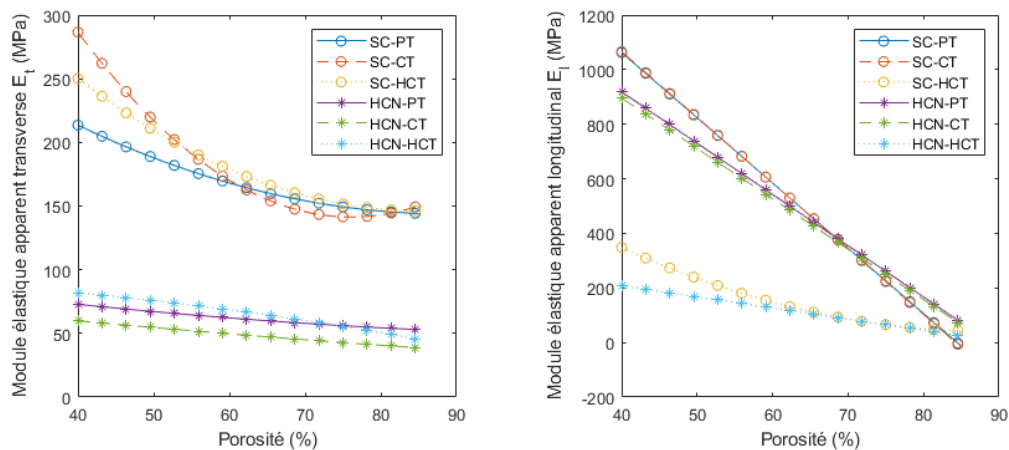 Module élastique apparent transverse E_t (MPa)
300
250
200
150
100
50
0
40
50
60
70
80
90
Porosité (%)
SC-PT
SC-CT
SC-HCT
HCN-PT
HCN-CT
HCN-HCT
Module élastique apparent longitudinal E_l (MPa)
1200
1000
800
600
400
200
0
-200
40
50
60
70
80
90
Porosité (%)
SC-PT
SC-CT
SC-HCT
HCN-PT
HCN-CT
HCN-HCT